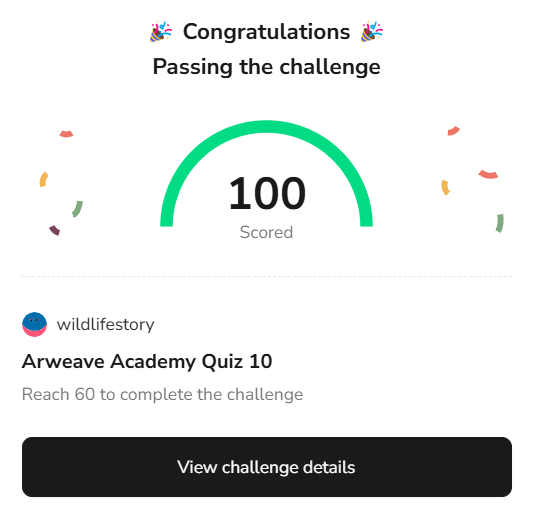 🎉 Congratulations 🎉
Passing the challenge
100
Scored
wildlifestory
Arweave Academy Quiz 10
Reach 60 to complete the challenge
View challenge details